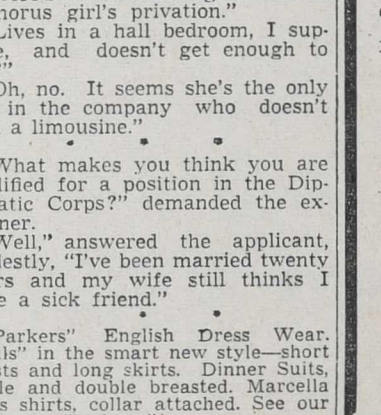 horus girl's privation."
Lives in a hall bedroom, I sup-
e, and doesn't get enough to
"
Oh, no. It seems she's the only
in the company who doesn't
a limousine."
What makes you think you are
lified for a position in the Dip-
atic Corps?" demanded the ex-
ner.
Well," answered the applicant,
destly, "I've been married twenty
rs and my wife still thinks I
e a sick friend."
Parkers" English Dress Wear.
ls" in the smart new style—short
sts and long skirts. Dinner Suits,
le and double breasted. Marcella
s shirts, collar attached. See our